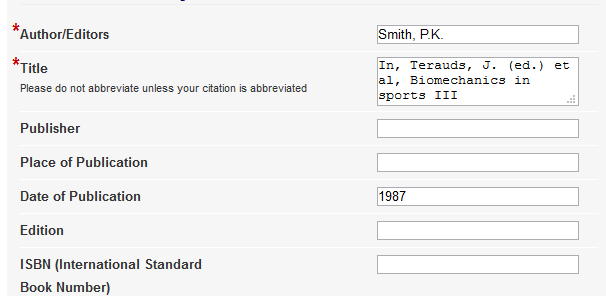 *Author/Editors Smith, P.K.
*Title In, Terauds, J. (ed.) et
al, Biomechanics in
sports III
Please do not abbreviate unless your citation is abbreviated
Publisher
Place of Publication
Date of Publication 1987
Edition
ISBN (International Standard
Book Number)